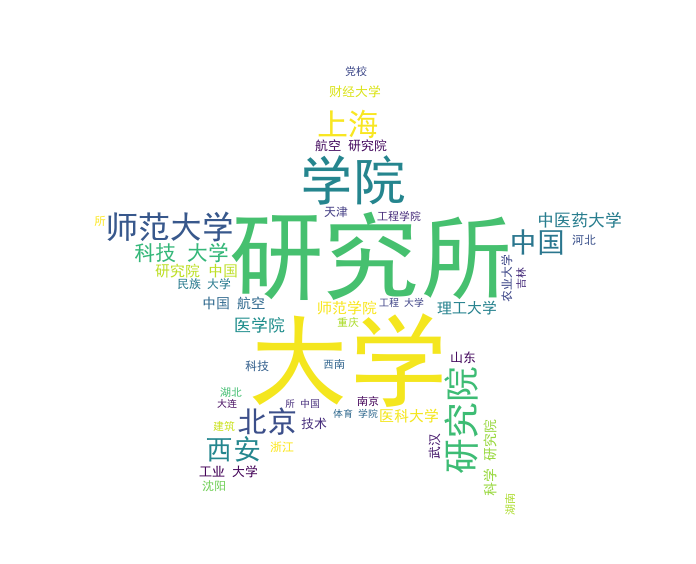 党校
财经大学
上海
航空 研究院
学院
天津
工程学院
所
师范大学
研究所
中国
中医药大学
河北
科技 大学
研究院 中国
民族 大学
农业大学
吉林
中国 航空
师范学院
工程 大学
理工大学
医学院
重庆
大学
科技
西南
山东
研究院
湖北
大连
所 中国
南京
体育 学院
医科大学
北京
技术
建筑
浙江
武汉
科学 研究院
西安
工业 大学
沈阳
湖南